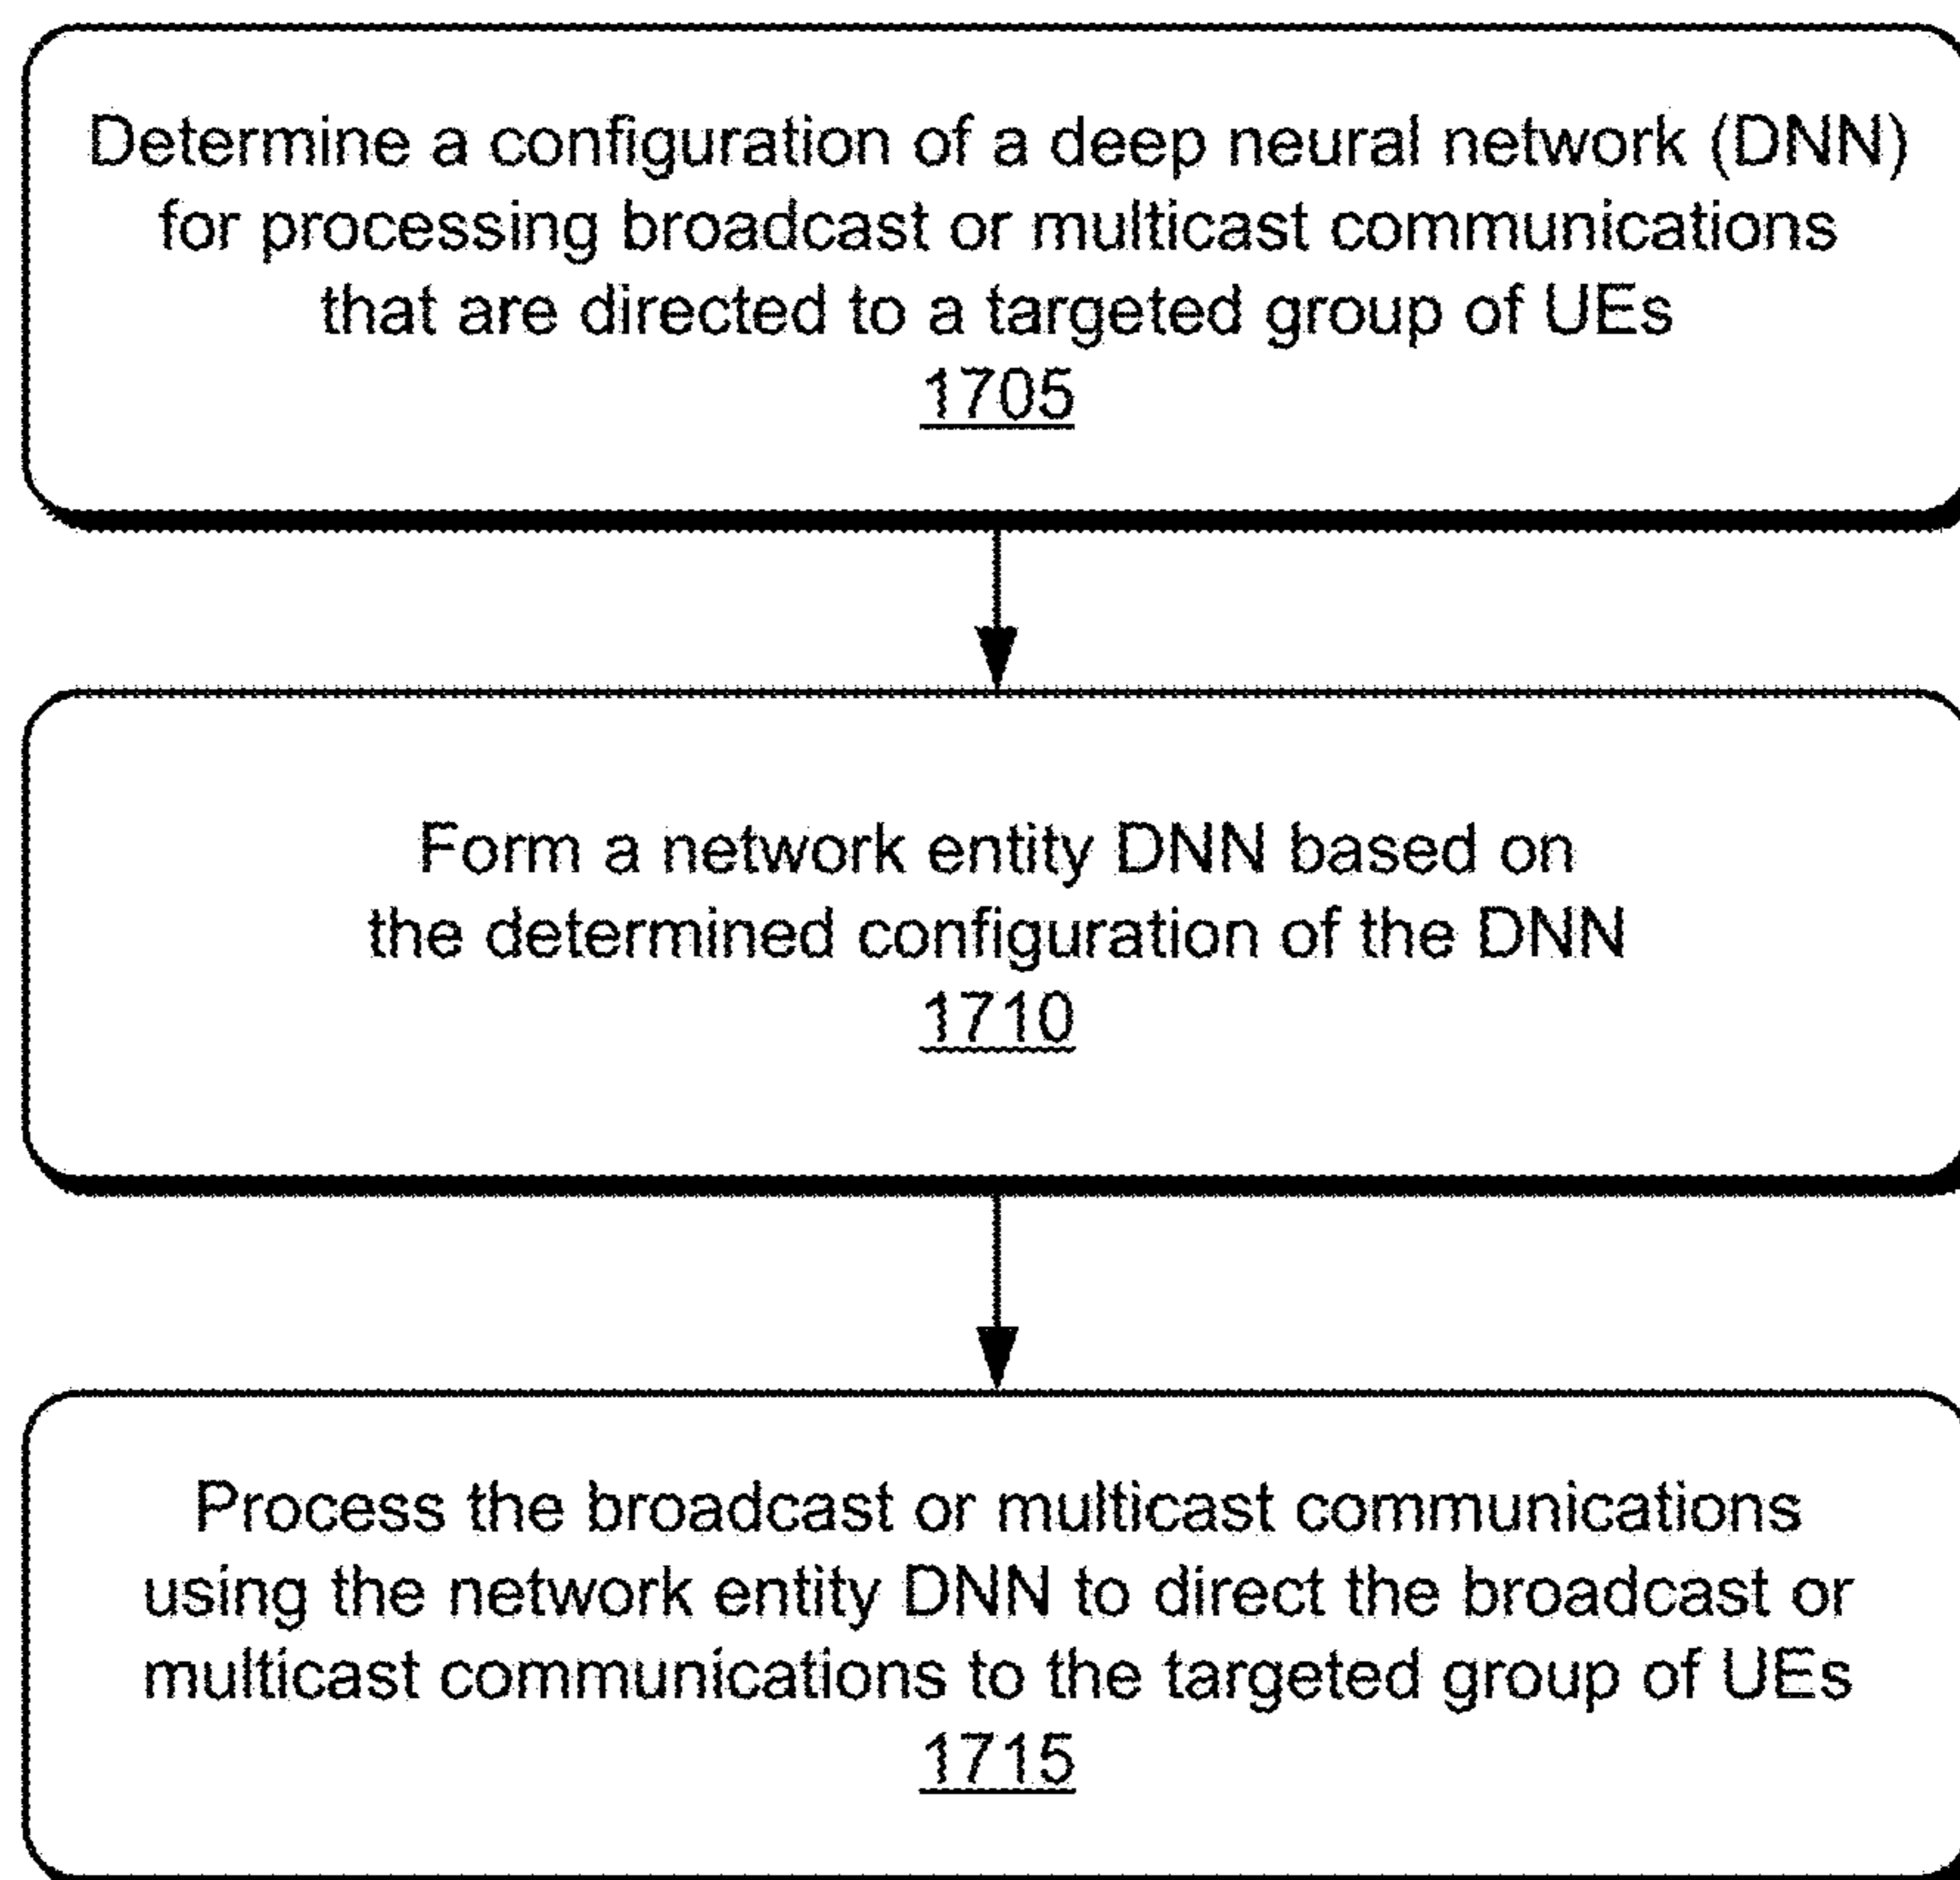 Determine a configuration of a deep neural network (DNN)
for processing broadcast or multicast communications
that are directed to a targeted group of UEs
1705
Form a network entity DNN based on
the determined configuration of the DNN
1710
Process the broadcast or multicast communications
using the network entity DNN to direct the broadcast or
multicast communications to the targeted group of UEs
1715